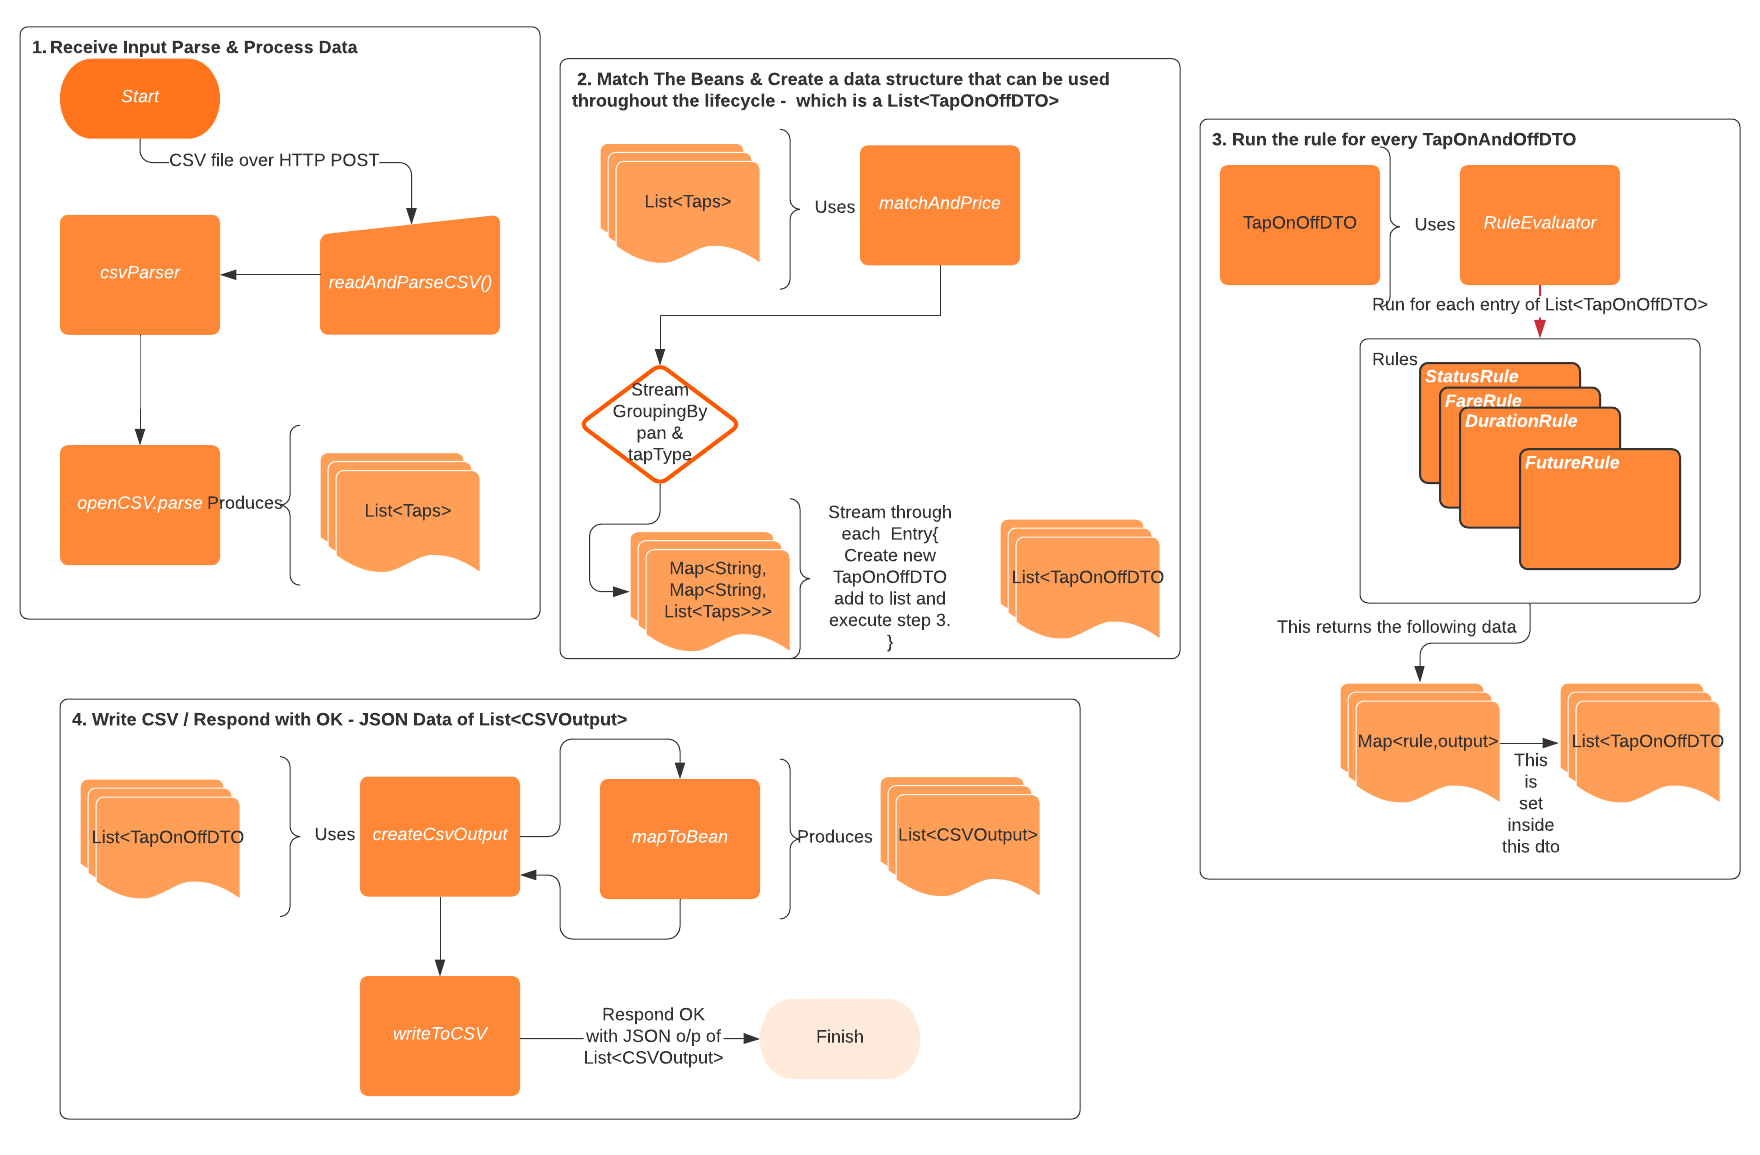 1. Receive Input Parse & Process Data
Start
CSV file over HTTP POST
csvParser
readAndParseCSV()
openCSV.parse
Produces
List<Taps>
2. Match The Beans & Create a data structure that can be used
throughout the lifecycle -  which is a List<TapOnOffDTO>
List<Taps>
Uses
matchAndPrice
Stream
GroupingBy
pan &
tapType
Map<String,
Map<String,
List<Taps>>>
Stream through
each  Entry{
Create new
TapOnOffDTO
add to list and
execute step 3.
}
List<TapOnOffDTO
3. Run the rule for every TapOnAndOffDTO
TapOnOffDTO
Uses
RuleEvaluator
Run for each entry of List<TapOnOffDTO>
Rules
StatusRule
FareRule
DurationRule
FutureRule
This returns the following data
Map<rule,output>
This
is
set
inside
this dto
List<TapOnOffDTO
4. Write CSV / Respond with OK - JSON Data of List<CSVOutput>
List<TapOnOffDTO
Uses
createCsvOutput
mapToBean
Produces
List<CSVOutput>
writeToCSV
Respond OK
with JSON o/p of
List<CSVOutput>
Finish